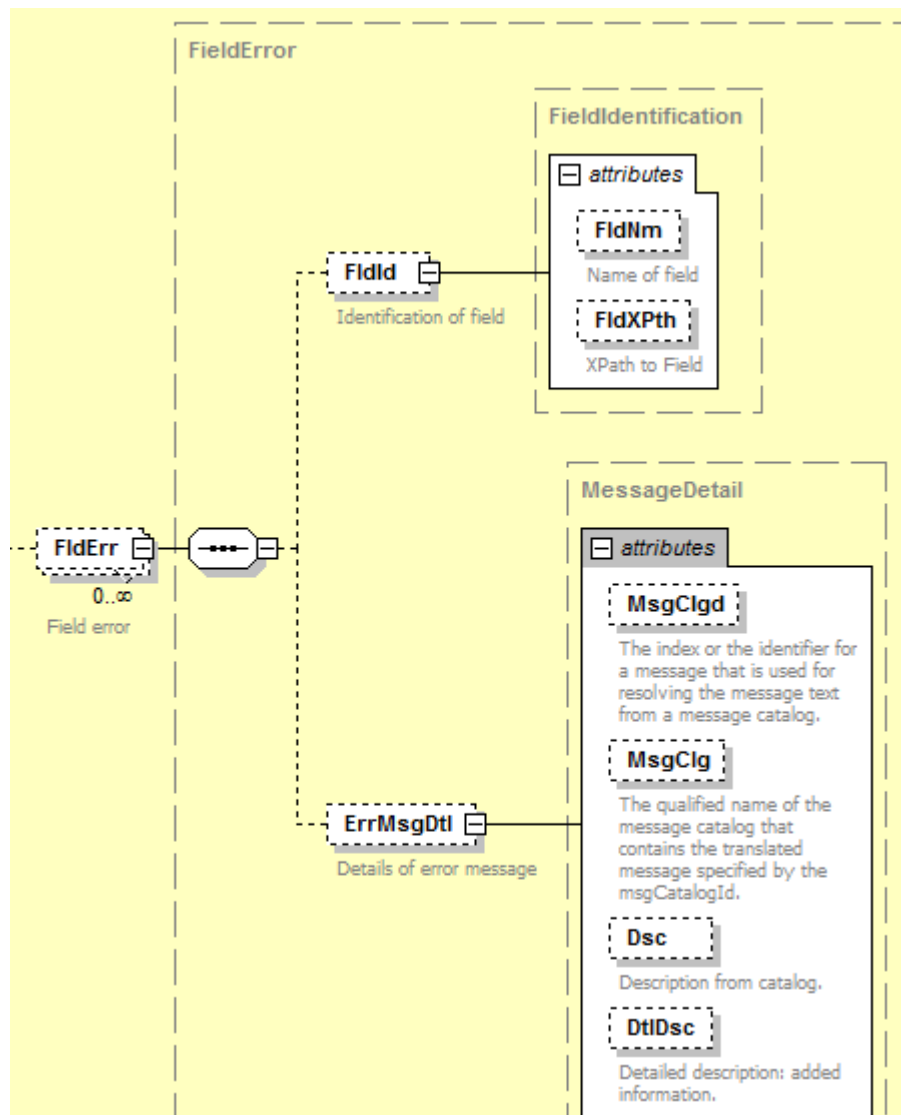 FieldError
FieldIdentification
attributes
FldNm
Name of field
FldId
Identification of field
FldXPth
XPath to Field
MessageDetail
attributes
FldErr
0..∞
Field error
MsgClgd
The index or the identifier for
a message that is used for
resolving the message text
from a message catalog.
MsgClg
The qualified name of the
message catalog that
contains the translated
message specified by the
msgCatalogId.
ErrMsgDtl
Details of error message
Dsc
Description from catalog.
DtlDsc
Detailed description: added
information.